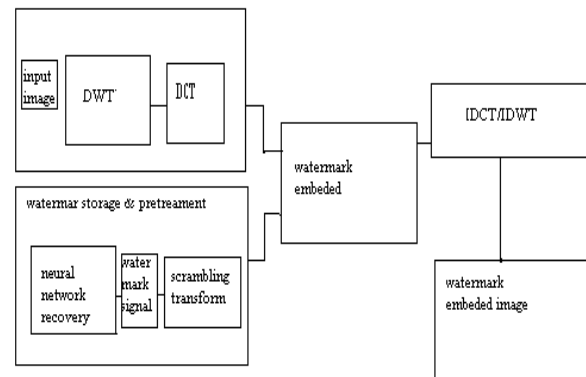 input
image
DWT
DCT
IDCT/IDWT
watermark
embeded
watermar storage & pretreament
neural
network
recovery
water
mark
signal
scrambling
transform
watermark
embeded image